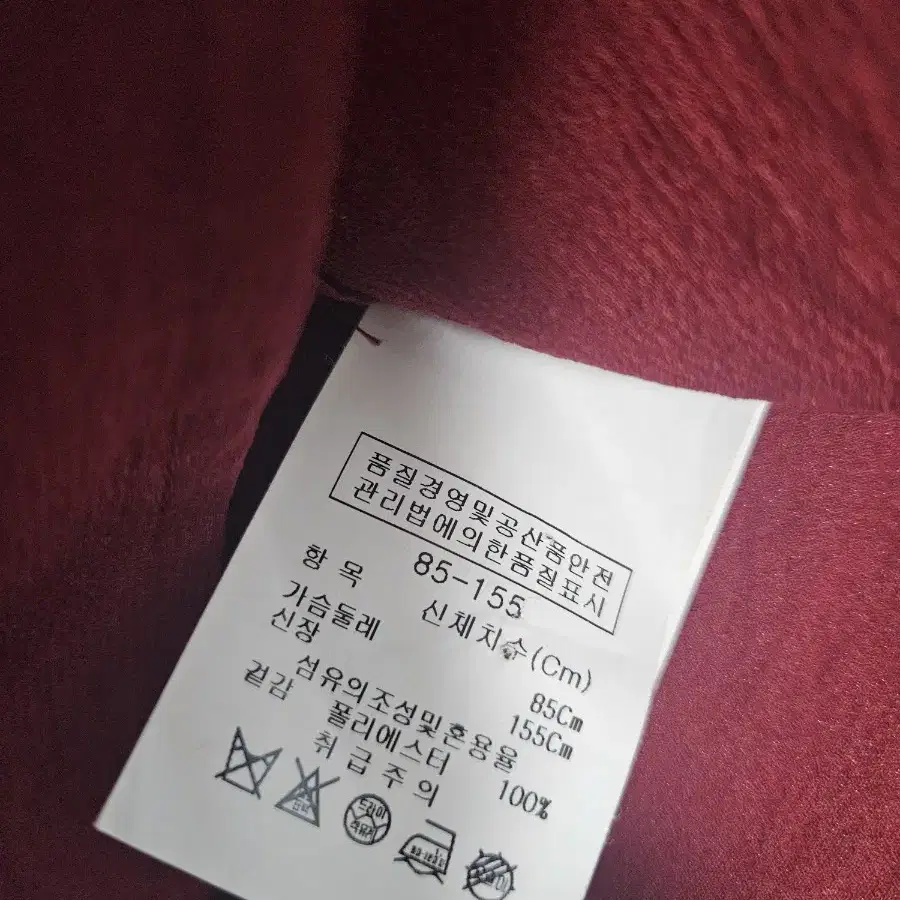 품질경영및공산품안전
관리법에의한품질표시
85-155
항 목 신체치수(Cm)
가슴둘레 85Cm
신장 155Cm
섬유의조성및혼용율
겉감 폴리에스터 100%
취급주의
드라이